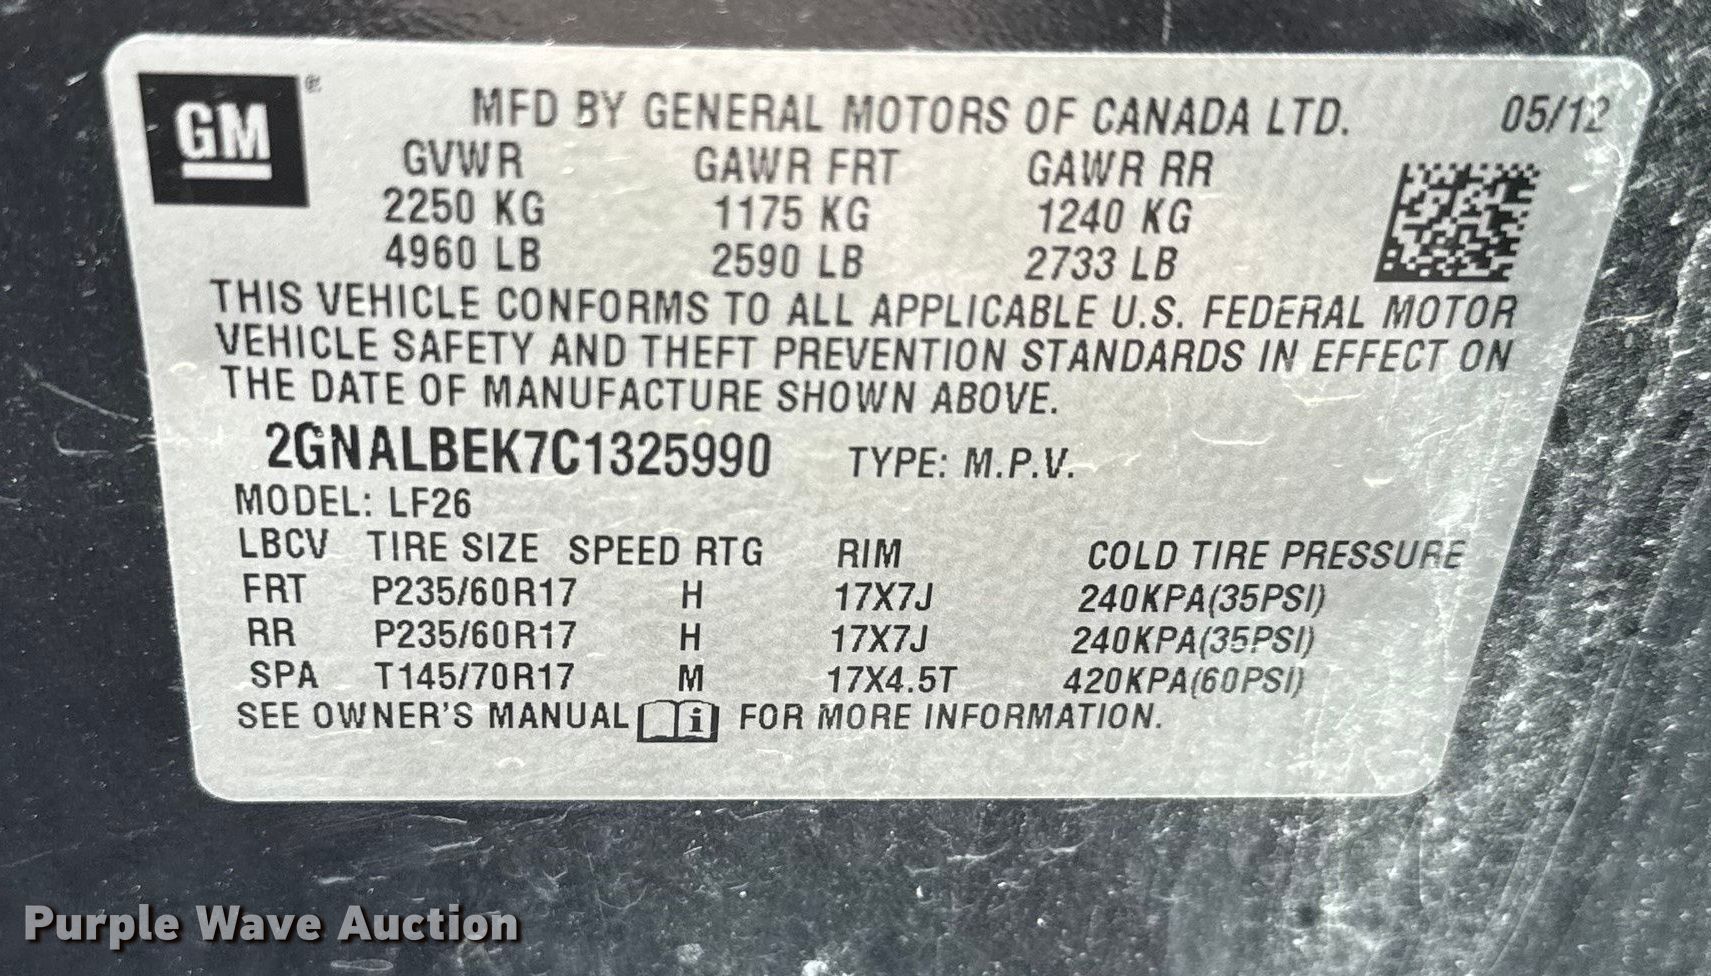 GM ®
MFD BY GENERAL MOTORS OF CANADA LTD. 05/12
GVWR GAWR FRT GAWR RR
2250 KG 1175 KG 1240 KG
4960 LB 2590 LB 2733 LB
THIS VEHICLE CONFORMS TO ALL APPLICABLE U.S. FEDERAL MOTOR
VEHICLE SAFETY AND THEFT PREVENTION STANDARDS IN EFFECT ON
THE DATE OF MANUFACTURE SHOWN ABOVE.
2GNALBEK7C1325990 TYPE: M.P.V.
MODEL: LF26
LBCV TIRE SIZE SPEED RTG RIM COLD TIRE PRESSURE
FRT P235/60R17 H 17X7J 240KPA(35PSI)
RR P235/60R17 H 17X7J 240KPA(35PSI)
SPA T145/70R17 M 17X4.5T 420KPA(60PSI)
SEE OWNER'S MANUAL i FOR MORE INFORMATION.
Purple Wave Auction